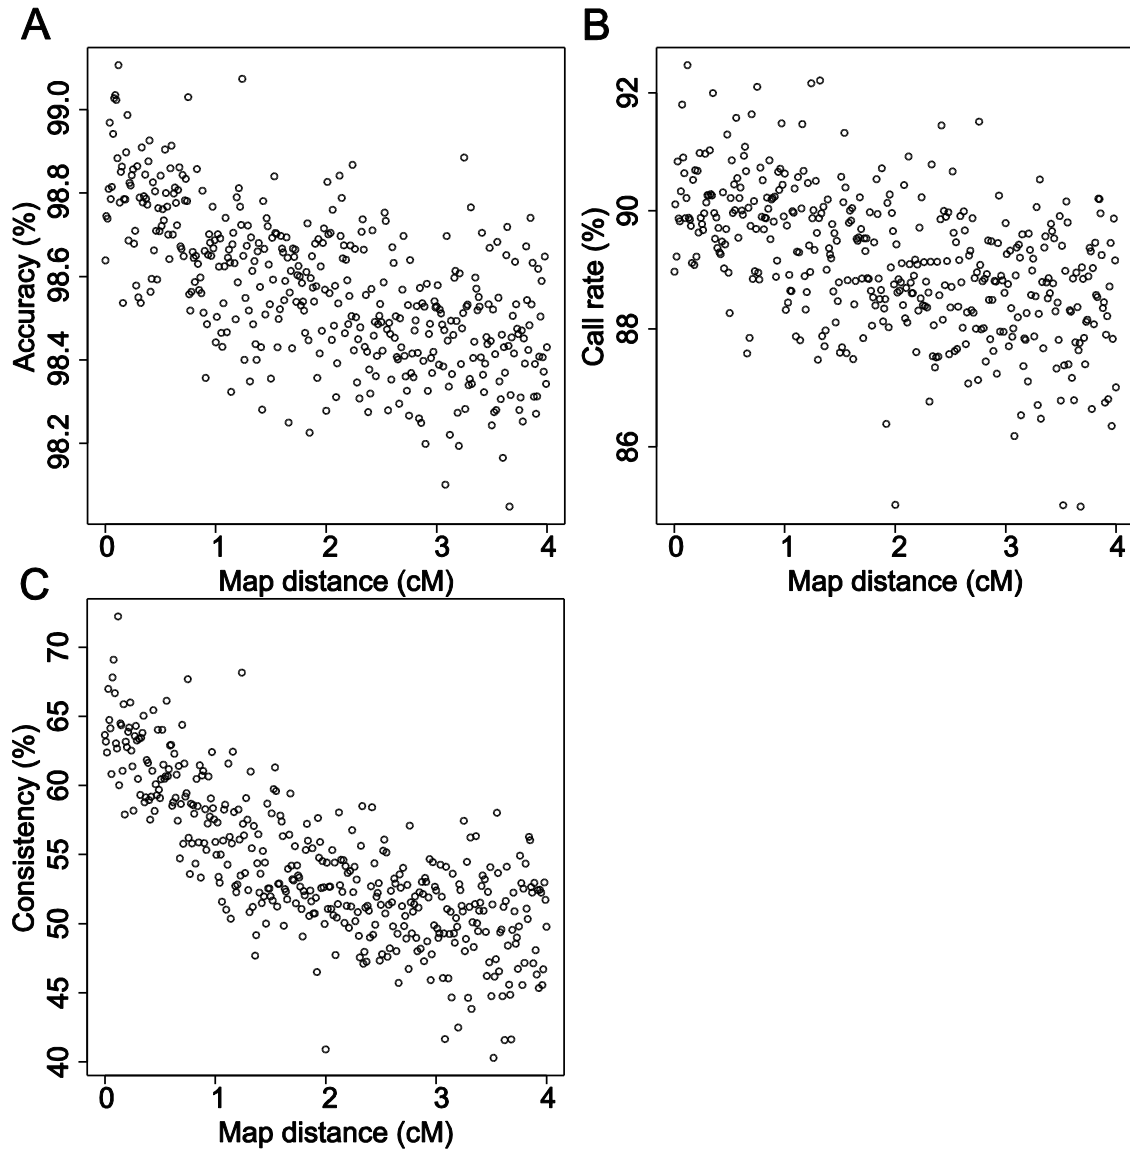 A
B
99.0
98.8
98.6
98.4
98.2
Accuracy (%)
0 1 2 3 4
Map distance (cM)
92
90
88
86
Call rate (%)
0 1 2 3 4
Map distance (cM)
C
70
65
60
55
50
45
40
Consistency (%)
0 1 2 3 4
Map distance (cM)